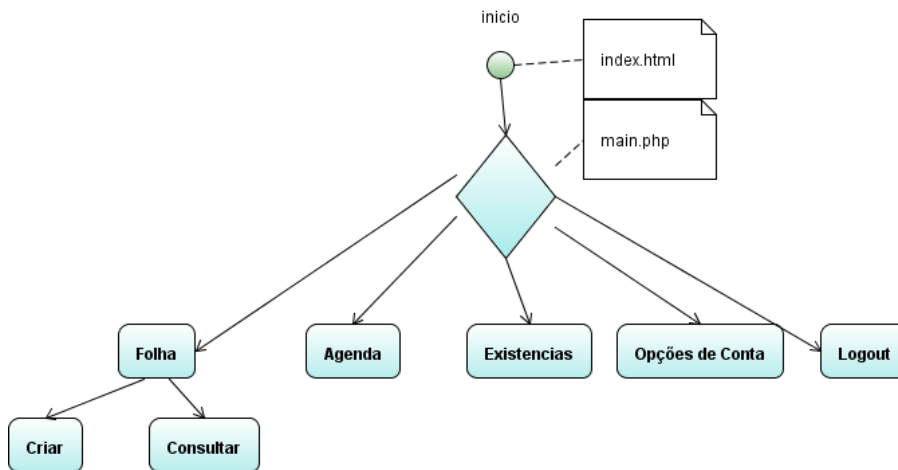 inicio
index.html
main.php
Folha
Agenda
Existencias
Opções de Conta
Logout
Criar
Consultar